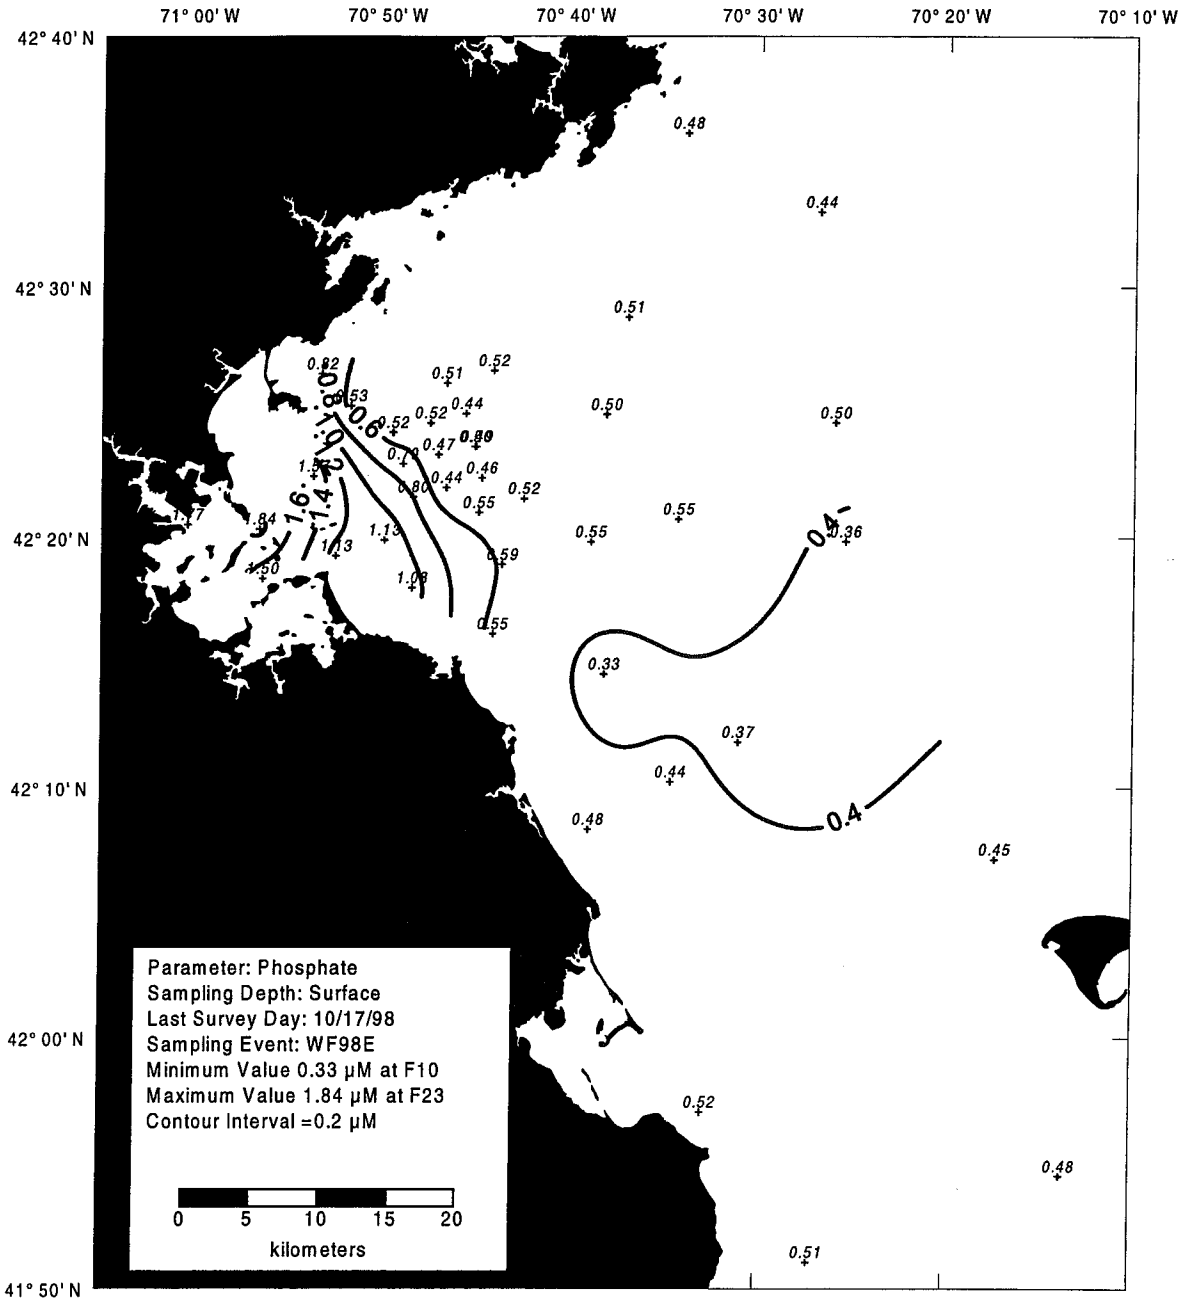 71° 00' W 70° 50' W 70° 40' W 70° 30' W 70° 20' W 70° 10' W
42° 40' N
0.48
0.44
42° 30' N
0.51
0.82
0.52
0.51
0.8
0.53
0.44
0.50
0.50
0.52
0.52
0.6
1.0
0.47
0.46
0.44
0.80
0.52
1.6
1.4
0.55
0.55
0.4
1.84
1.13
0.55
0.36
42° 20' N
1.13
0.59
1.50
1.03
0.55
0.33
0.37
0.44
42° 10' N
0.48
0.4
0.45
Parameter: Phosphate
Sampling Depth: Surface
Last Survey Day: 10/17/98
Sampling Event: WF98E
Minimum Value 0.33 µM at F10
Maximum Value 1.84 µM at F23
Contour Interval =0.2 µM
42° 00' N
0.52
0.48
0 5 10 15 20
kilometers
0.51
41° 50' N